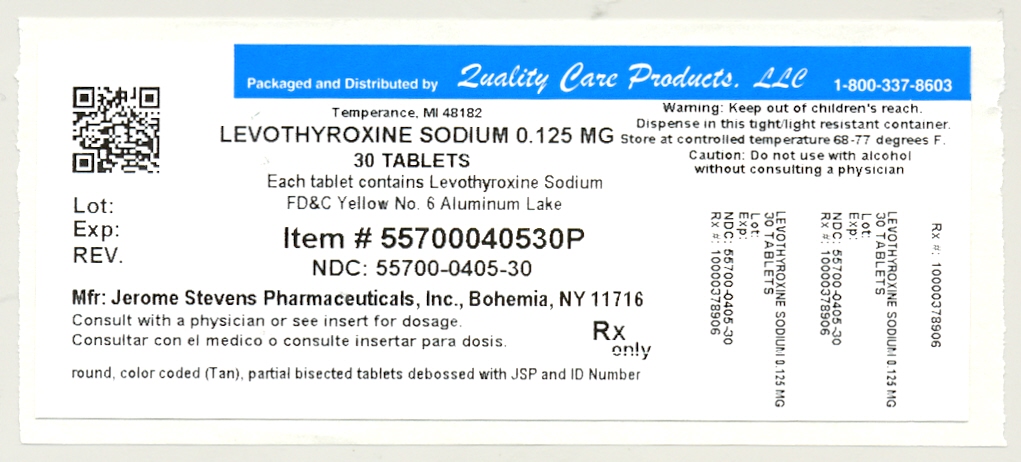 Packaged and Distributed by Quality Care Products, LLC 1-800-337-8603
Temperance, MI 48182
LEVOTHYROXINE SODIUM 0.125 MG
30 TABLETS
Each tablet contains Levothyroxine Sodium
FD&C Yellow No. 6 Aluminum Lake
Item # 55700040530P
NDC: 55700-0405-30
Warning: Keep out of children's reach.
Dispense in this tight/light resistant container.
Store at controlled temperature 68-77 degrees F.
Caution: Do not use with alcohol
without consulting a physician
Lot:
Exp:
REV.
Mfr: Jerome Stevens Pharmaceuticals, Inc., Bohemia, NY 11716
Consult with a physician or see insert for dosage.
Consultar con el medico o consulte insertar para dosis.
Rx
only
round, color coded (Tan), partial bisected tablets debossed with JSP and ID Number
Rx #: 10000378906
LEVOTHYROXINE SODIUM 0.125 MG
30 TABLETS
Lot:
Exp:
NDC: 55700-0405-30
Rx #: 10000378906
LEVOTHYROXINE SODIUM 0.125 MG
30 TABLETS
Lot:
Exp:
NDC: 55700-0405-30
Rx #: 10000378906